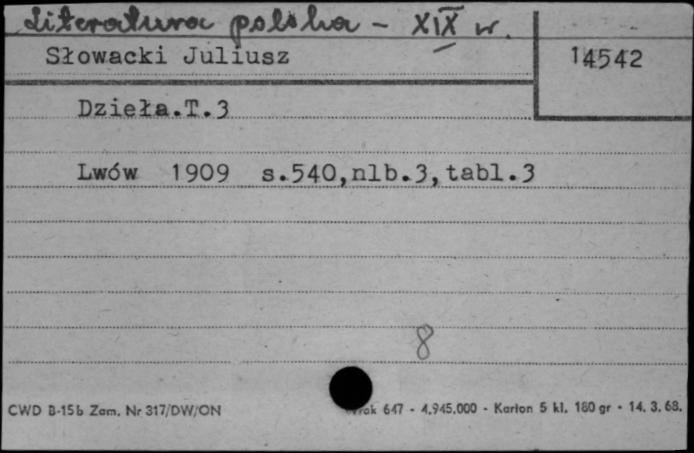 Literatura polska - XIX w.
Słowacki Juliusz
14542
Dzieła.T.3
Lwów 1909 s.540,nlb.3,tabl.3
8
CWD B-15b Zam. Nr 317/DW/ON
647 - 4.945.000 - Karton 5 kl. 180 gr - 14. 3. 68.